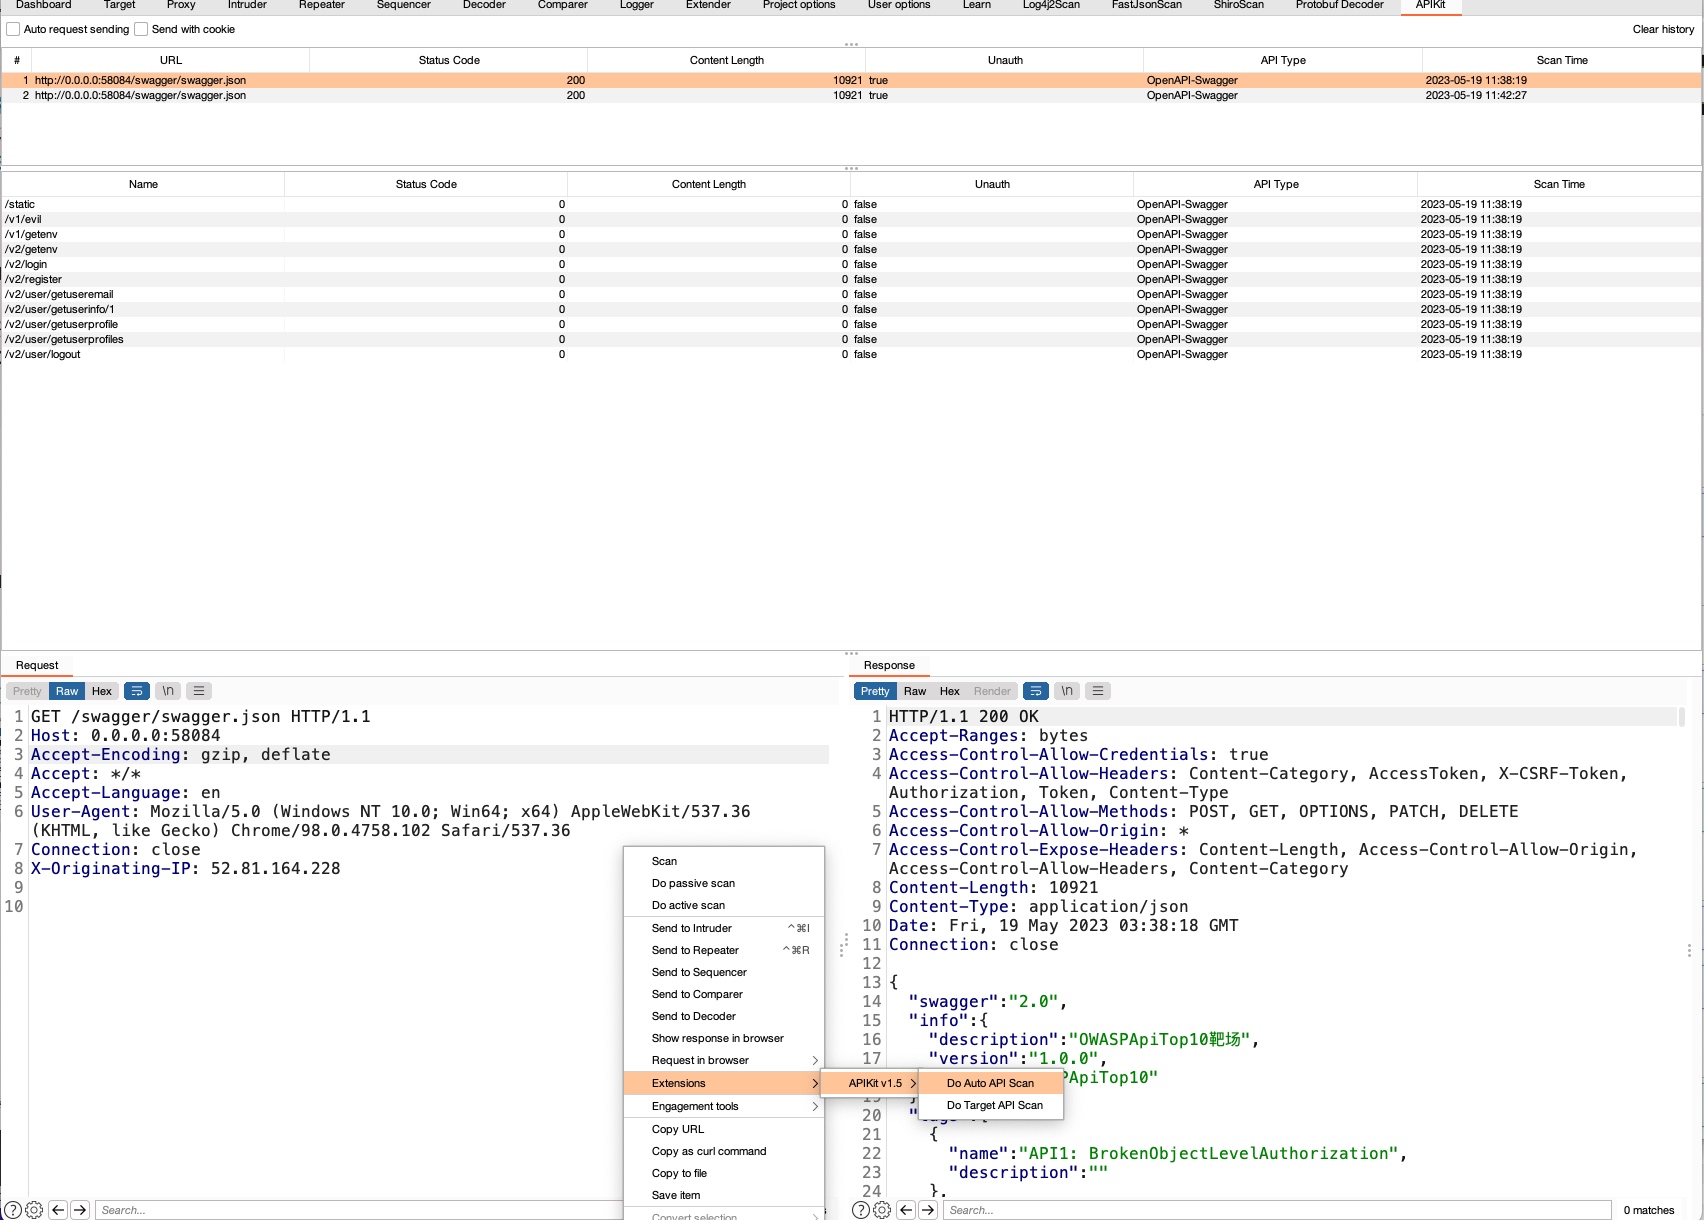 Dashboard Target Proxy Intruder Repeater Sequencer Decoder Comparer Logger Extender Project options User options Learn Log4j2Scan FastJsonScan ShiroScan Protobuf Decoder APIKit
Auto request sending Send with cookie Clear history
# URL Status Code Content Length Unauth API Type Scan Time
1 http://0.0.0.0:58084/swagger/swagger.json 200 10921 true OpenAPI-Swagger 2023-05-19 11:38:19
2 http://0.0.0.0:58084/swagger/swagger.json 200 10921 true OpenAPI-Swagger 2023-05-19 11:42:27
Name Status Code Content Length Unauth API Type Scan Time
/static 0 0 false OpenAPI-Swagger 2023-05-19 11:38:19
/v1/evil 0 0 false OpenAPI-Swagger 2023-05-19 11:38:19
/v1/getenv 0 0 false OpenAPI-Swagger 2023-05-19 11:38:19
/v2/getenv 0 0 false OpenAPI-Swagger 2023-05-19 11:38:19
/v2/login 0 0 false OpenAPI-Swagger 2023-05-19 11:38:19
/v2/register 0 0 false OpenAPI-Swagger 2023-05-19 11:38:19
/v2/user/getuseremail 0 0 false OpenAPI-Swagger 2023-05-19 11:38:19
/v2/user/getuserinfo/1 0 0 false OpenAPI-Swagger 2023-05-19 11:38:19
/v2/user/getuserprofile 0 0 false OpenAPI-Swagger 2023-05-19 11:38:19
/v2/user/getuserprofiles 0 0 false OpenAPI-Swagger 2023-05-19 11:38:19
/v2/user/logout 0 0 false OpenAPI-Swagger 2023-05-19 11:38:19
Request
Pretty Raw Hex \n
1 GET /swagger/swagger.json HTTP/1.1
2 Host: 0.0.0.0:58084
3 Accept-Encoding: gzip, deflate
4 Accept: */*
5 Accept-Language: en
6 User-Agent: Mozilla/5.0 (Windows NT 10.0; Win64; x64) AppleWebKit/537.36
(KHTML, like Gecko) Chrome/98.0.4758.102 Safari/537.36
7 Connection: close
8 X-Originating-IP: 52.81.164.228
9
10
Scan
Do passive scan
Do active scan
Send to Intruder ^⌘I
Send to Repeater ^⌘R
Send to Sequencer
Send to Comparer
Send to Decoder
Show response in browser
Request in browser
Extensions
Engagement tools
Copy URL
Copy as curl command
Copy to file
Save item
Convert selection
APIKit v1.5
Do Auto API Scan
Do Target API Scan
Search...
Response
Pretty Raw Hex Render \n
1 HTTP/1.1 200 OK
2 Accept-Ranges: bytes
3 Access-Control-Allow-Credentials: true
4 Access-Control-Allow-Headers: Content-Category, AccessToken, X-CSRF-Token,
Authorization, Token, Content-Type
5 Access-Control-Allow-Methods: POST, GET, OPTIONS, PATCH, DELETE
6 Access-Control-Allow-Origin: *
7 Access-Control-Expose-Headers: Content-Length, Access-Control-Allow-Origin,
Access-Control-Allow-Headers, Content-Category
8 Content-Length: 10921
9 Content-Type: application/json
10 Date: Fri, 19 May 2023 03:38:18 GMT
11 Connection: close
12
13 {
14 "swagger":"2.0",
15 "info":{
16 "description":"OWASPApiTop10靶场",
17 "version":"1.0.0",
PApiTop10"
20
21 {
22 "name":"API1: BrokenObjectLevelAuthorization",
23 "description":""
24 },
Search... 0 matches